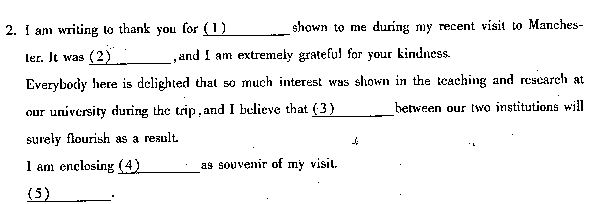 2. I am writing to thank you for (1)________ shown to me during my recent visit to Manches-
ter. It was (2)________, and I am extremely grateful for your kindness.
Everybody here is delighted that so much interest was shown in the teaching and research at
our university during the trip, and I believe that (3)________ between our two institutions will
surely flourish as a result.
I am enclosing (4)________ as souvenir of my visit.
(5)________.